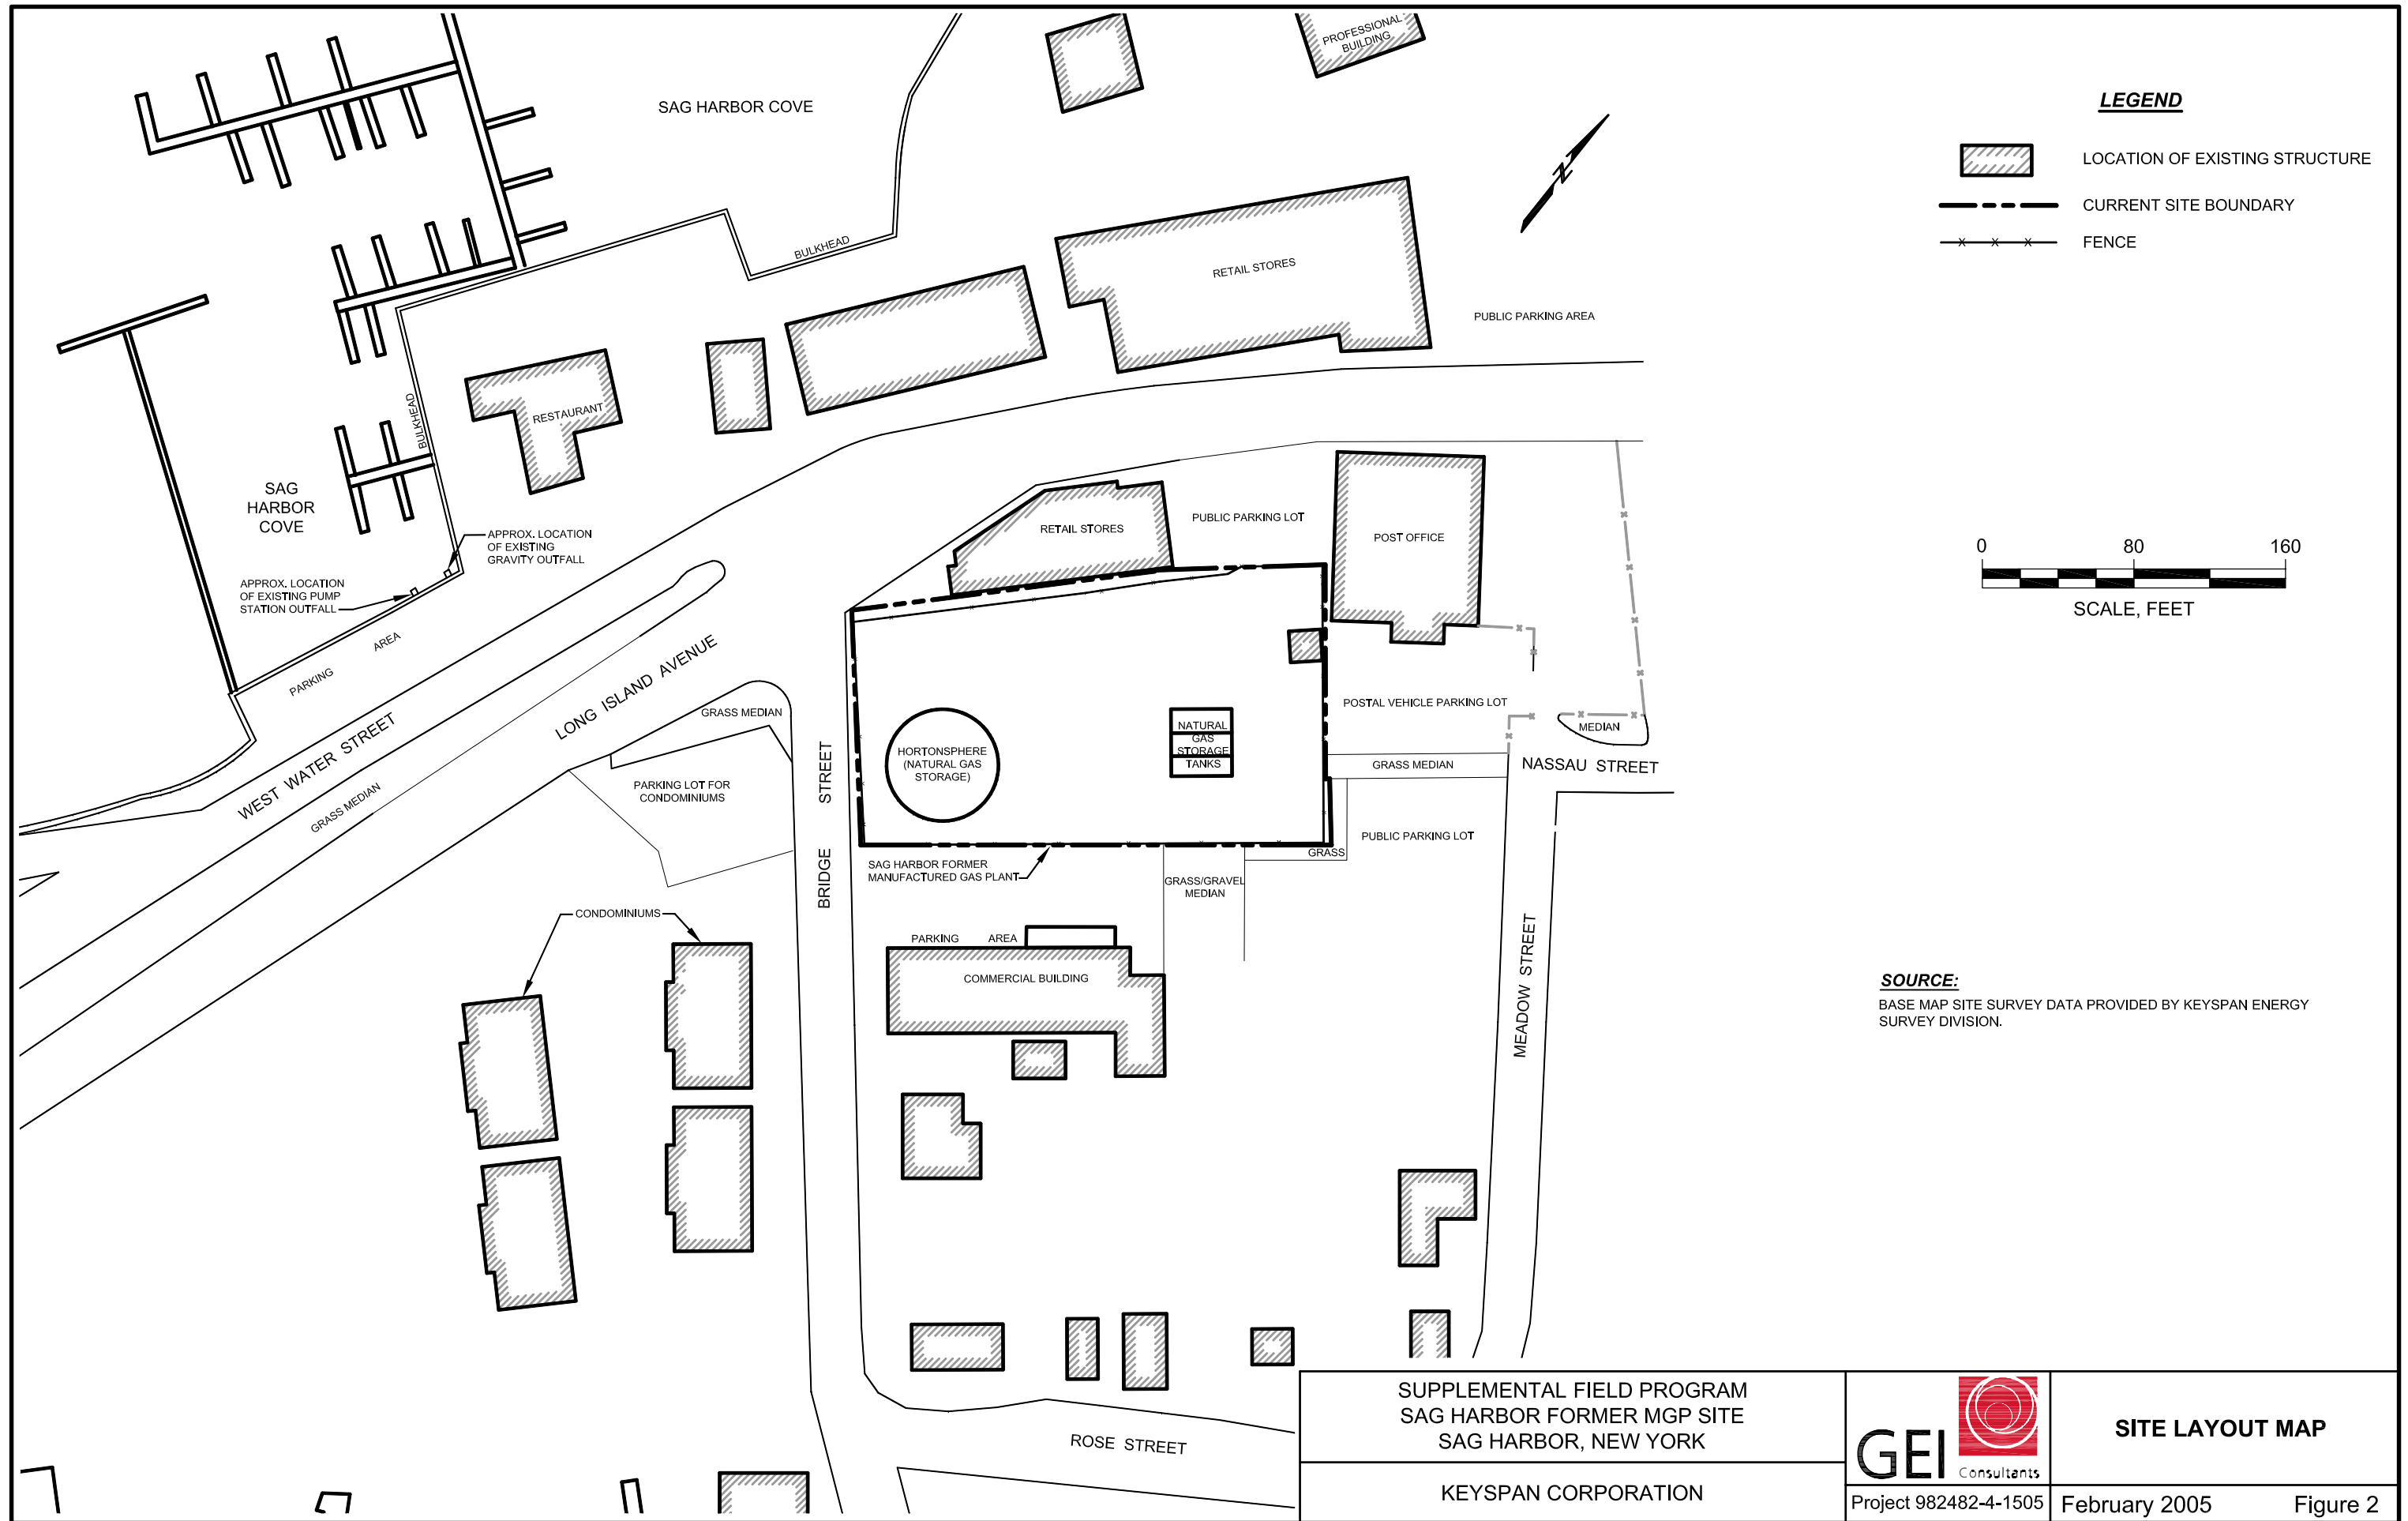 PROFESSIONAL
BUILDING
SAG HARBOR COVE
LEGEND
LOCATION OF EXISTING STRUCTURE
CURRENT SITE BOUNDARY
FENCE
N
BULKHEAD
RETAIL STORES
PUBLIC PARKING AREA
RESTAURANT
BULKHEAD
SAG
HARBOR
COVE
APPROX. LOCATION
OF EXISTING
GRAVITY OUTFALL
APPROX. LOCATION
OF EXISTING PUMP
STATION OUTFALL
PARKING AREA
RETAIL STORES
PUBLIC PARKING LOT
POST OFFICE
0 80 160
SCALE, FEET
WEST WATER STREET
GRASS MEDIAN
LONG ISLAND AVENUE
GRASS MEDIAN
PARKING LOT FOR
CONDOMINIUMS
BRIDGE STREET
HORTONSPHERE
(NATURAL GAS
STORAGE)
NATURAL
GAS
STORAGE
TANKS
POSTAL VEHICLE PARKING LOT
MEDIAN
GRASS MEDIAN
NASSAU STREET
PUBLIC PARKING LOT
GRASS
SAG HARBOR FORMER
MANUFACTURED GAS PLANT
GRASS/GRAVEL
MEDIAN
CONDOMINIUMS
PARKING AREA
COMMERCIAL BUILDING
MEADOW STREET
SOURCE:
BASE MAP SITE SURVEY DATA PROVIDED BY KEYSPAN ENERGY
SURVEY DIVISION.
ROSE STREET
SUPPLEMENTAL FIELD PROGRAM
SAG HARBOR FORMER MGP SITE
SAG HARBOR, NEW YORK
KEYSPAN CORPORATION
GEI
Consultants
Project 982482-4-1505
SITE LAYOUT MAP
February 2005
Figure 2